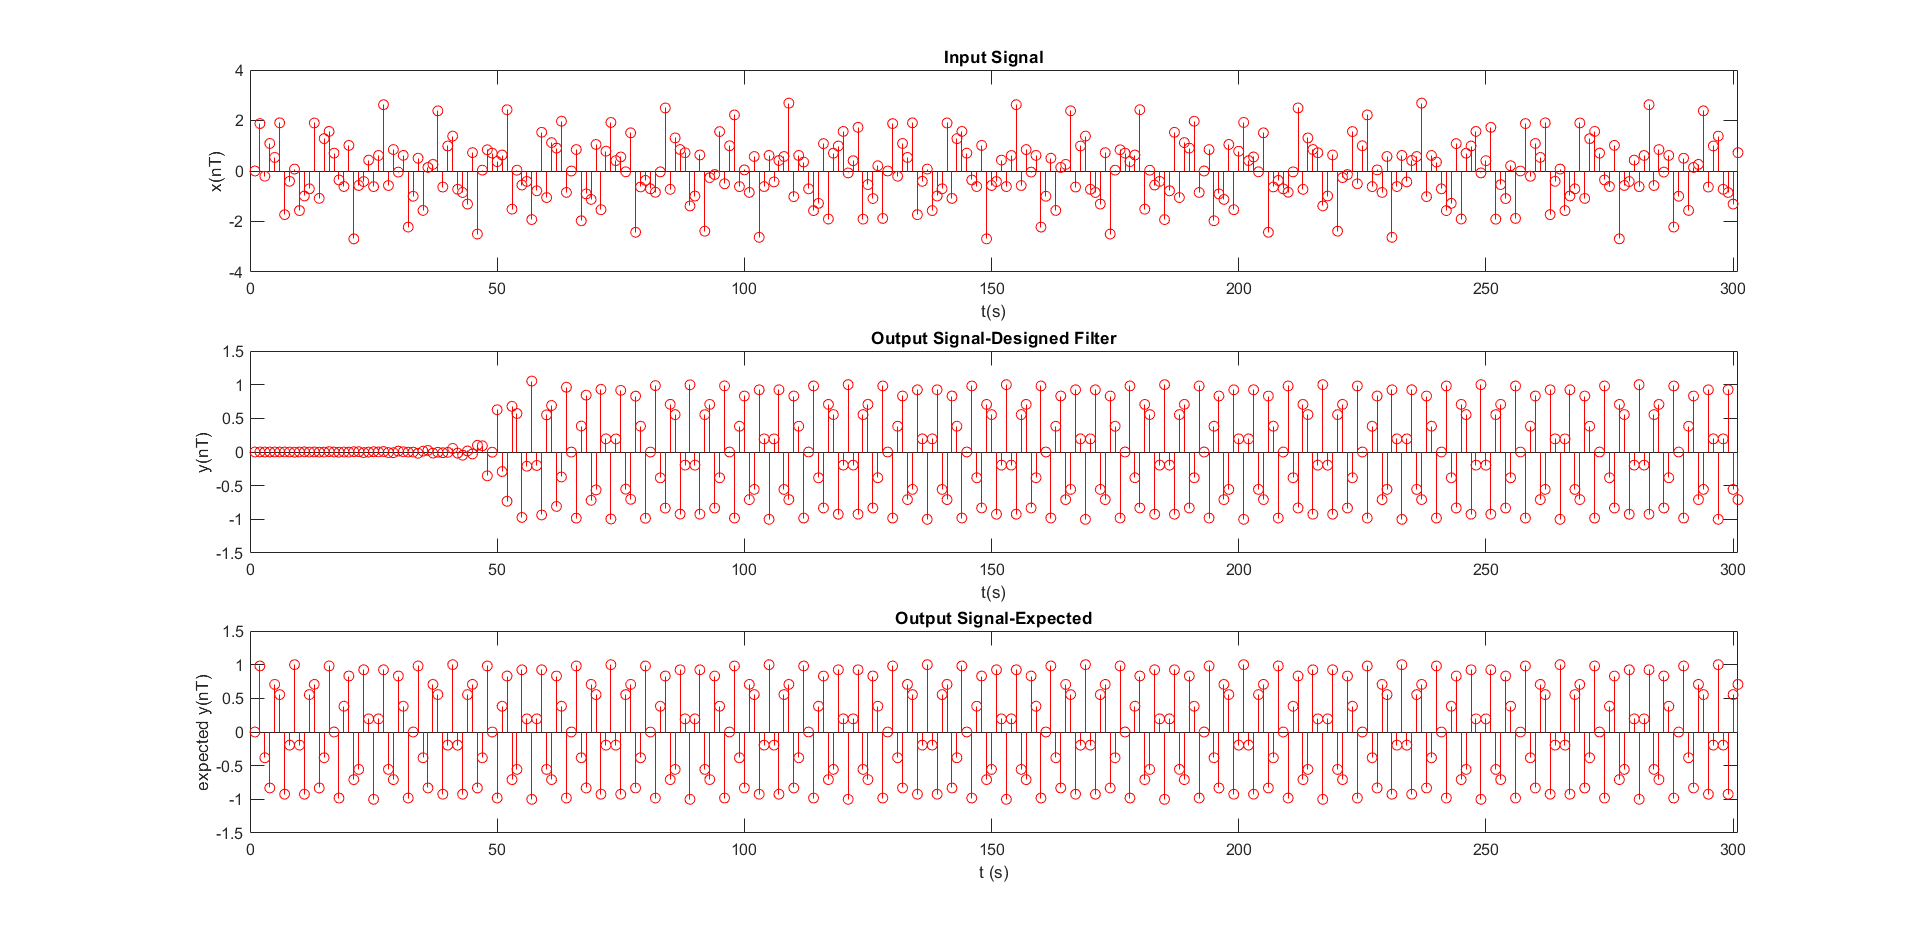 Input Signal
4
2
0
-2
-4
x(nT)
0 50 100 150 200 250 300
t(s)
Output Signal-Designed Filter
1.5
1
0.5
0
-0.5
-1
-1.5
y(nT)
0 50 100 150 200 250 300
t(s)
Output Signal-Expected
1.5
1
0.5
0
-0.5
-1
-1.5
expected y(nT)
0 50 100 150 200 250 300
t (s)